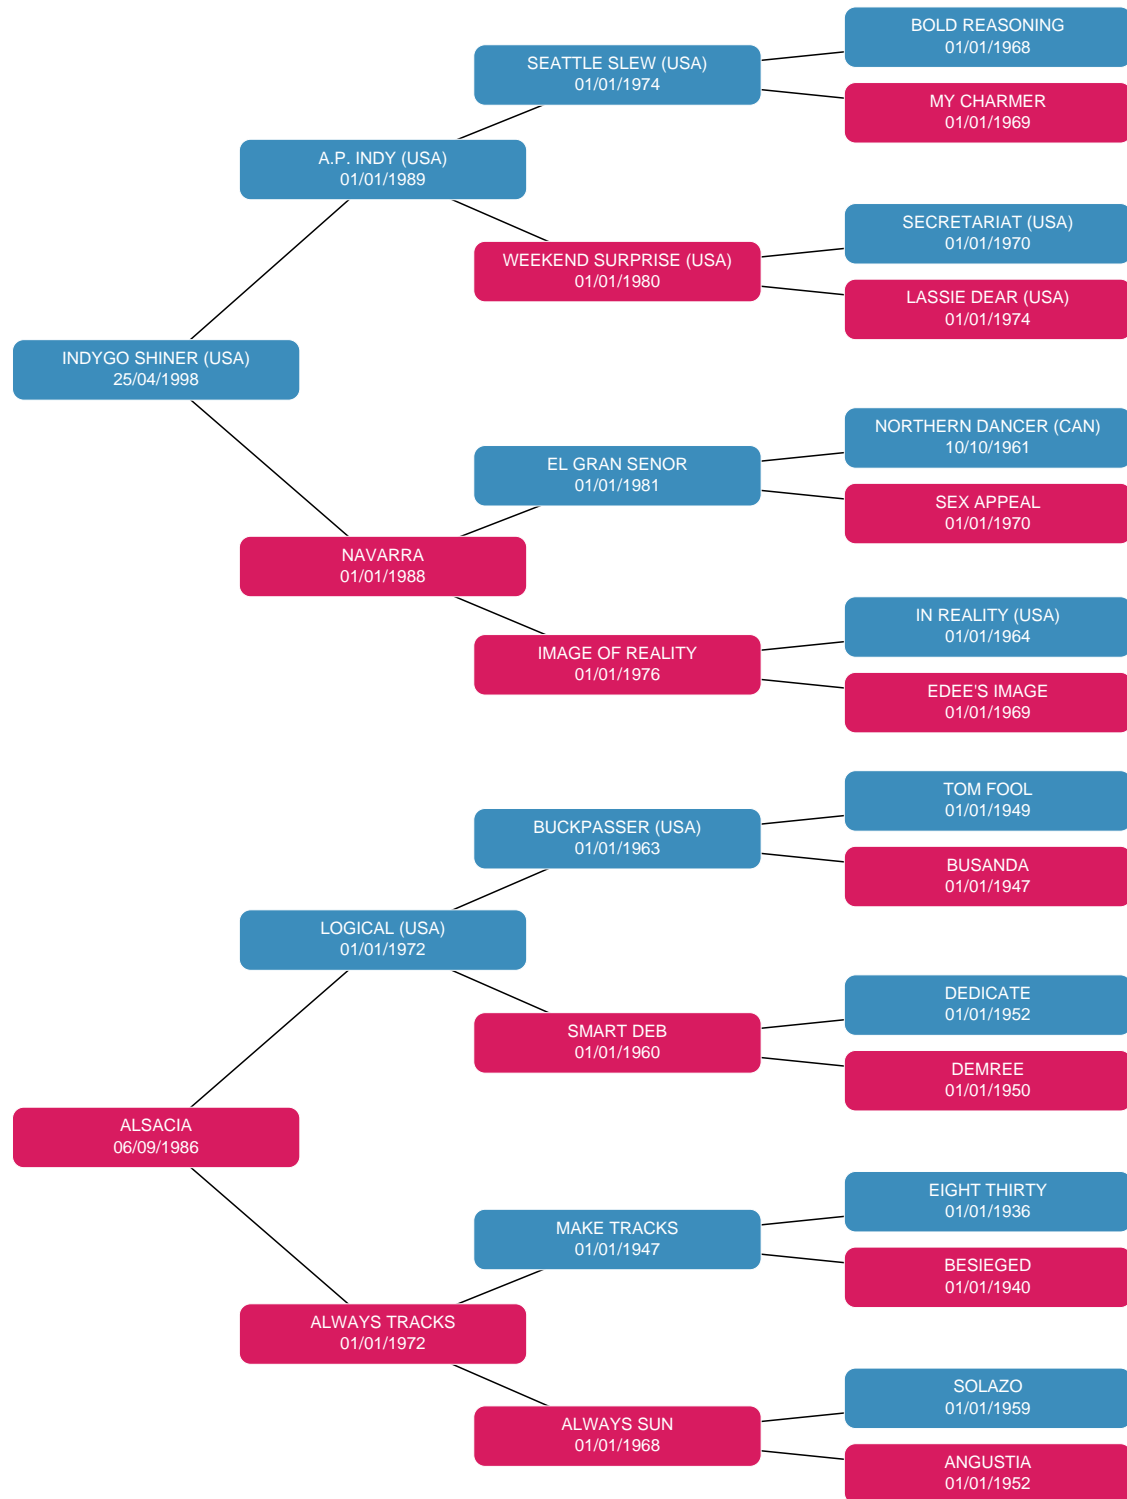 BOLD REASONING
01/01/1968
SEATTLE SLEW (USA)
01/01/1974
MY CHARMER
01/01/1969
A.P. INDY (USA)
01/01/1989
SECRETARIAT (USA)
01/01/1970
WEEKEND SURPRISE (USA)
01/01/1980
LASSIE DEAR (USA)
01/01/1974
INDYGO SHINER (USA)
25/04/1998
NORTHERN DANCER (CAN)
10/10/1961
EL GRAN SENOR
01/01/1981
SEX APPEAL
01/01/1970
NAVARRA
01/01/1988
IN REALITY (USA)
01/01/1964
IMAGE OF REALITY
01/01/1976
EDEE'S IMAGE
01/01/1969
TOM FOOL
01/01/1949
BUCKPASSER (USA)
01/01/1963
BUSANDA
01/01/1947
LOGICAL (USA)
01/01/1972
DEDICATE
01/01/1952
SMART DEB
01/01/1960
DEMREE
01/01/1950
ALSACIA
06/09/1986
EIGHT THIRTY
01/01/1936
MAKE TRACKS
01/01/1947
BESIEGED
01/01/1940
ALWAYS TRACKS
01/01/1972
SOLAZO
01/01/1959
ALWAYS SUN
01/01/1968
ANGUSTIA
01/01/1952